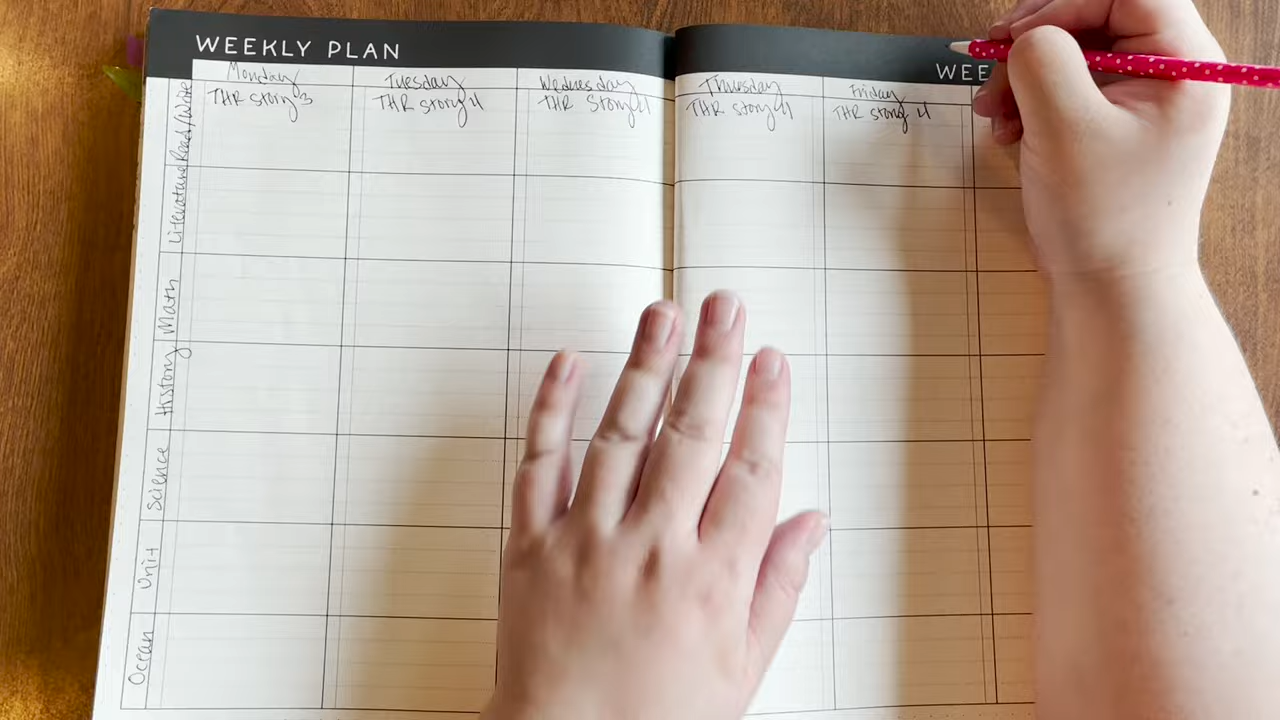 WEEKLY PLAN
WEE
Monday Tuesday Wednesday Thursday Friday
THR story 3 THR story 4 THR story 4 THR story 4 THR story 4
Read/Write
Literature
Math
History
Science
Unit
Ocean